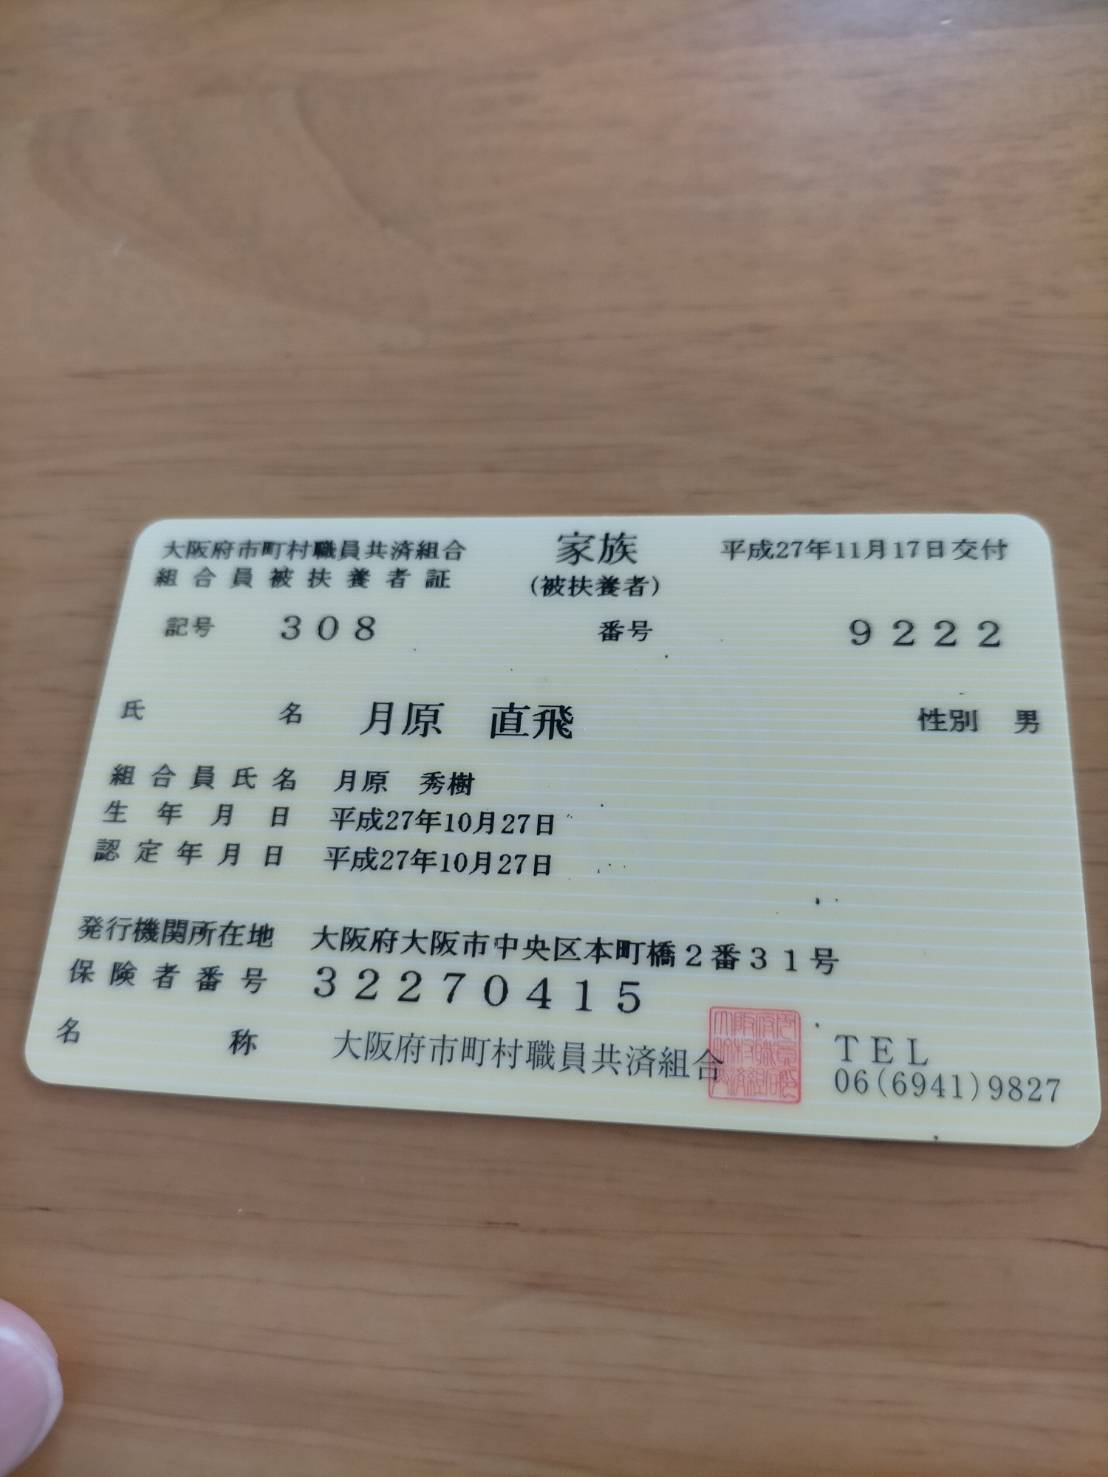 大阪府市町村職員共済組合 家族 平成27年11月17日交付
組合員被扶養者証 (被扶養者)
記号 308 番号 9222
氏名 月原 直飛 性別 男
組合員氏名 月原 秀樹
生年月日 平成27年10月27日
認定年月日 平成27年10月27日
発行機関所在地 大阪府大阪市中央区本町橋2番31号
保険者番号 32270415
名称 大阪府市町村職員共済組合
TEL
06(6941)9827